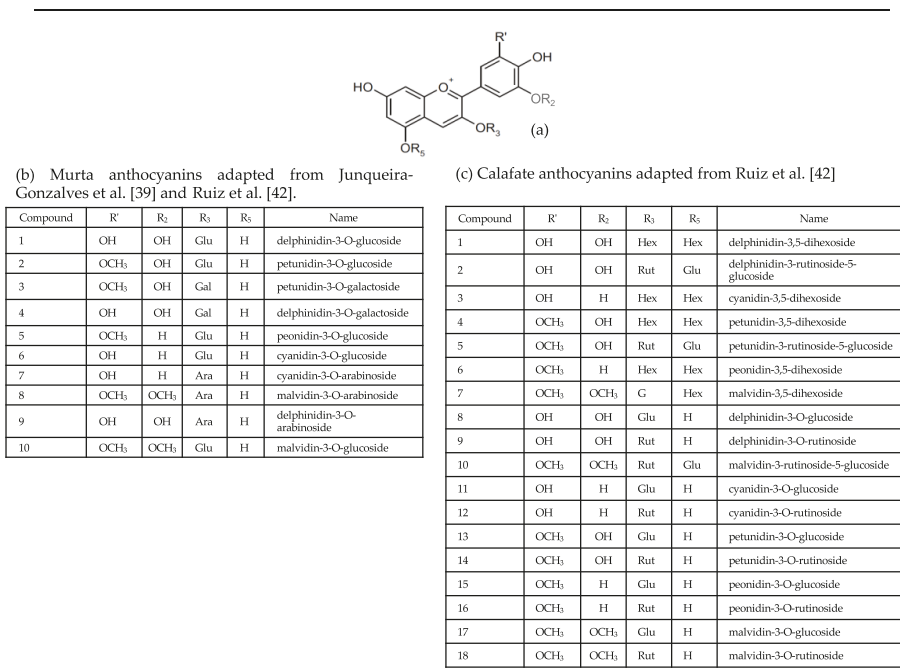 R'
OH
HO
O+
OR2
OR3
(a)
OR5
(b) Murta anthocyanins adapted from Junqueira-
Gonzalves et al. [39] and Ruiz et al. [42].
Compound R' R2 R3 R5 Name
1 OH OH Glu H delphinidin-3-O-glucoside
2 OCH3 OH Glu H petunidin-3-O-glucoside
3 OCH3 OH Gal H petunidin-3-O-galactoside
4 OH OH Gal H delphinidin-3-O-galactoside
5 OCH3 H Glu H peonidin-3-O-glucoside
6 OH H Glu H cyanidin-3-O-glucoside
7 OH H Ara H cyanidin-3-O-arabinoside
8 OCH3 OCH3 Ara H malvidin-3-O-arabinoside
9 OH OH Ara H delphinidin-3-O-
arabinoside
10 OCH3 OCH3 Glu H malvidin-3-O-glucoside
(c) Calafate anthocyanins adapted from Ruiz et al. [42]
Compound R' R2 R3 R5 Name
1 OH OH Hex Hex delphinidin-3,5-dihexoside
2 OH OH Rut Glu delphinidin-3-rutinoside-5-
glucoside
3 OH H Hex Hex cyanidin-3,5-dihexoside
4 OCH3 OH Hex Hex petunidin-3,5-dihexoside
5 OCH3 OH Rut Glu petunidin-3-rutinoside-5-glucoside
6 OCH3 H Hex Hex peonidin-3,5-dihexoside
7 OCH3 OCH3 G Hex malvidin-3,5-dihexoside
8 OH OH Glu H delphinidin-3-O-glucoside
9 OH OH Rut H delphinidin-3-O-rutinoside
10 OCH3 OCH3 Rut Glu malvidin-3-rutinoside-5-glucoside
11 OH H Glu H cyanidin-3-O-glucoside
12 OH H Rut H cyanidin-3-O-rutinoside
13 OCH3 OH Glu H petunidin-3-O-glucoside
14 OCH3 OH Rut H petunidin-3-O-rutinoside
15 OCH3 H Glu H peonidin-3-O-glucoside
16 OCH3 H Rut H peonidin-3-O-rutinoside
17 OCH3 OCH3 Glu H malvidin-3-O-glucoside
18 OCH3 OCH3 Rut H malvidin-3-O-rutinoside